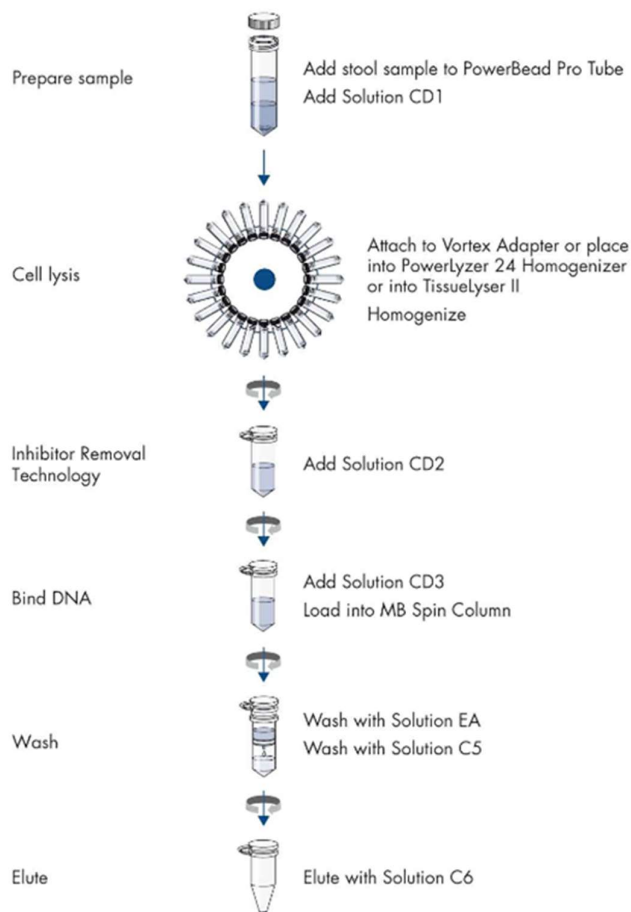 Prepare sample
Add stool sample to PowerBead Pro Tube
Add Solution CD1
Cell lysis
Attach to Vortex Adapter or place
into PowerLyzer 24 Homogenizer
or into TissueLyser II
Homogenize
Inhibitor Removal
Technology
Add Solution CD2
Bind DNA
Add Solution CD3
Load into MB Spin Column
Wash
Wash with Solution EA
Wash with Solution C5
Elute
Elute with Solution C6